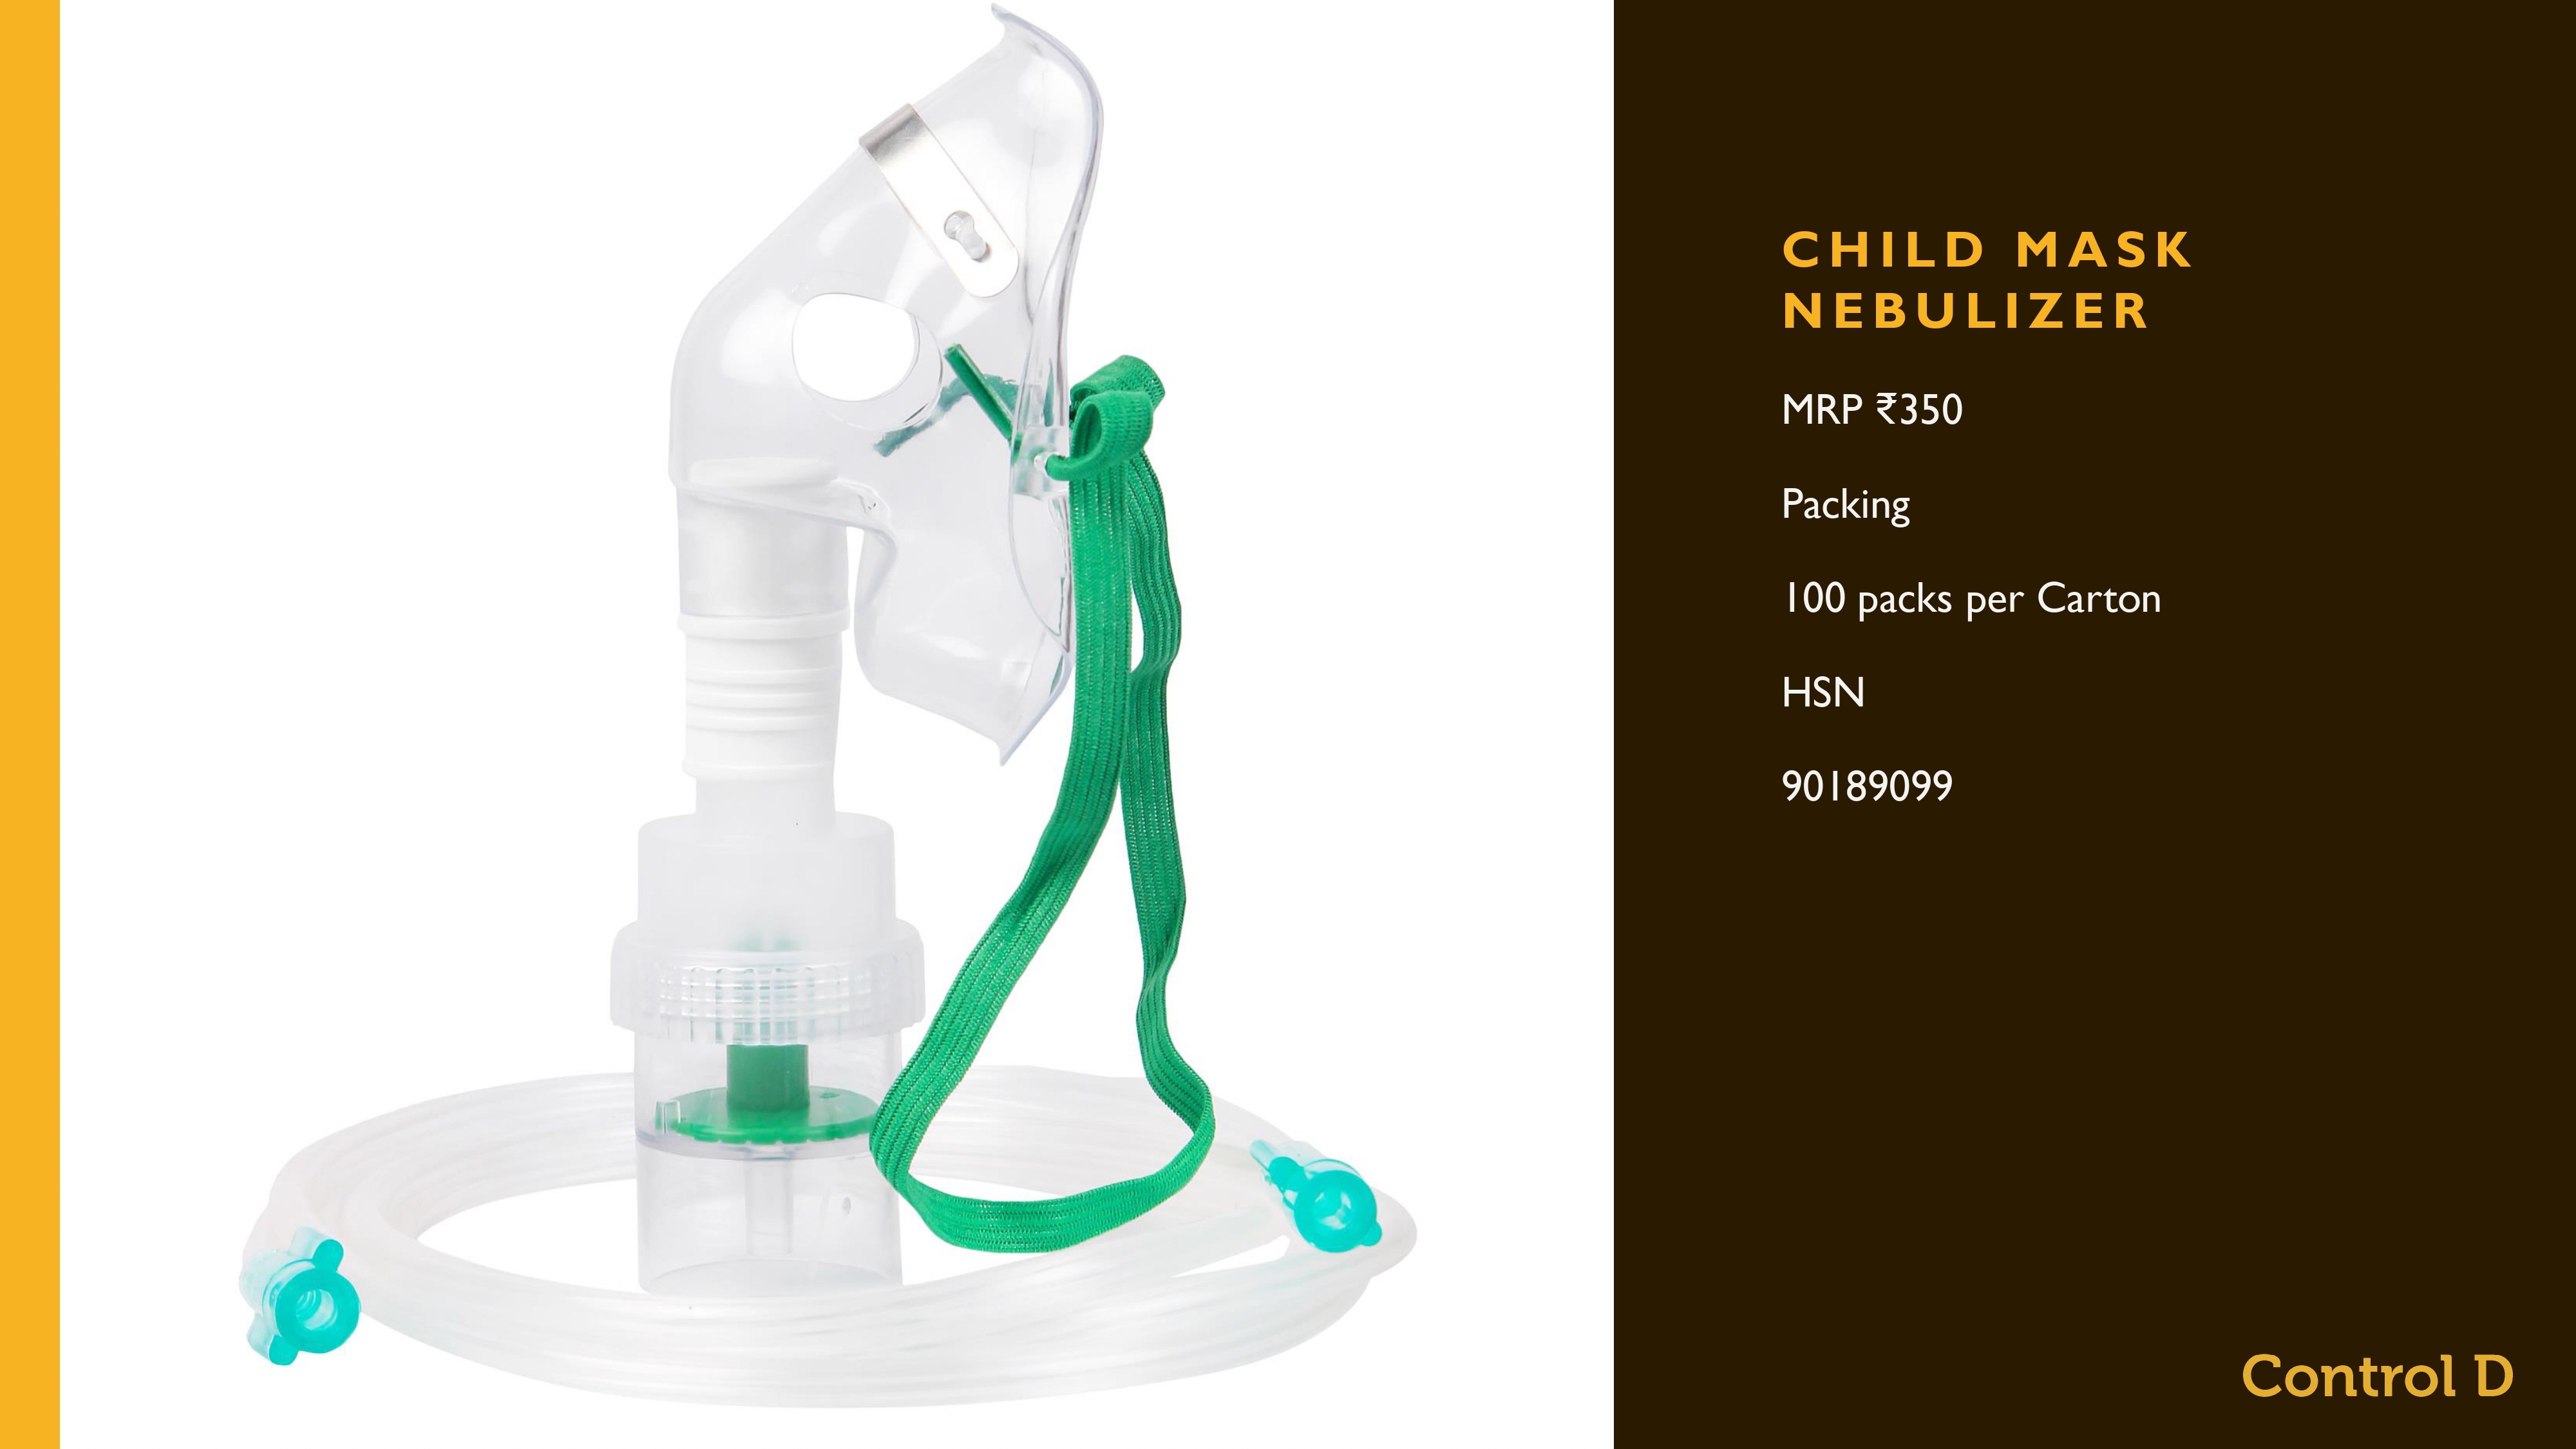 CHILD MASK
NEBULIZER
MRP ₹350
Packing
100 packs per Carton
HSN
90189099
Control D